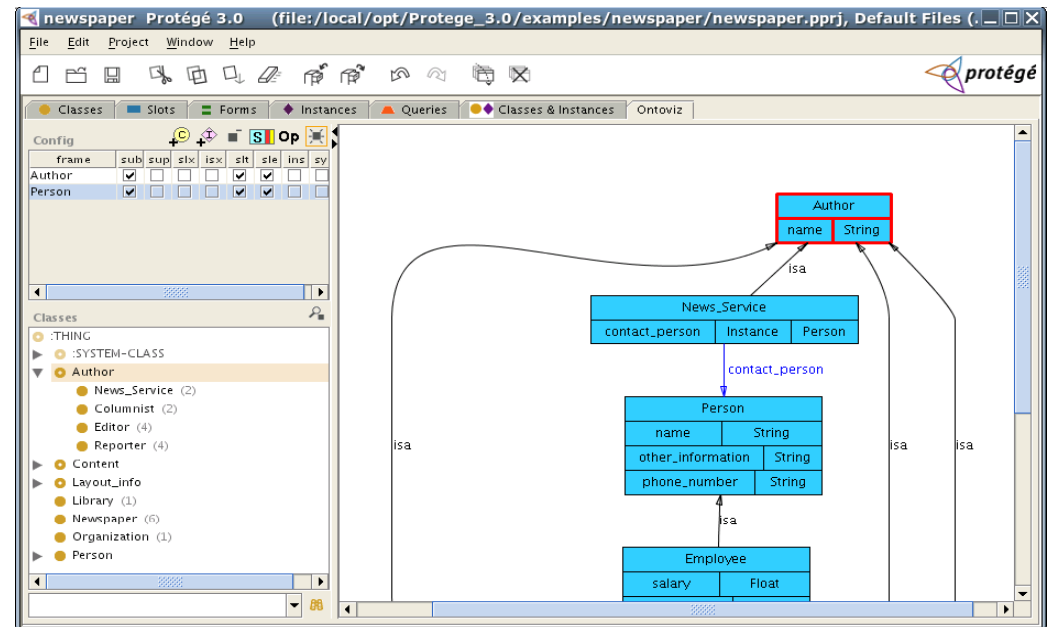 newspaper Protégé 3.0 (file:/local/opt/Protege_3.0/examples/newspaper/newspaper.pprj, Default Files (.
File Edit Project Window Help
protégé
Classes Slots Forms Instances Queries Classes & Instances Ontoviz
Config C I S Op
frame sub sup slx isx slt sle ins sy
Author
Person
Classes
:THING
:SYSTEM-CLASS
Author
News_Service (2)
Columnist (2)
Editor (4)
Reporter (4)
Content
Layout_info
Library (1)
Newspaper (6)
Organization (1)
Person
Author
name String
isa
News_Service
contact_person Instance Person
contact_person
Person
name String
other_information String
phone_number String
isa isa isa
isa
Employee
salary Float